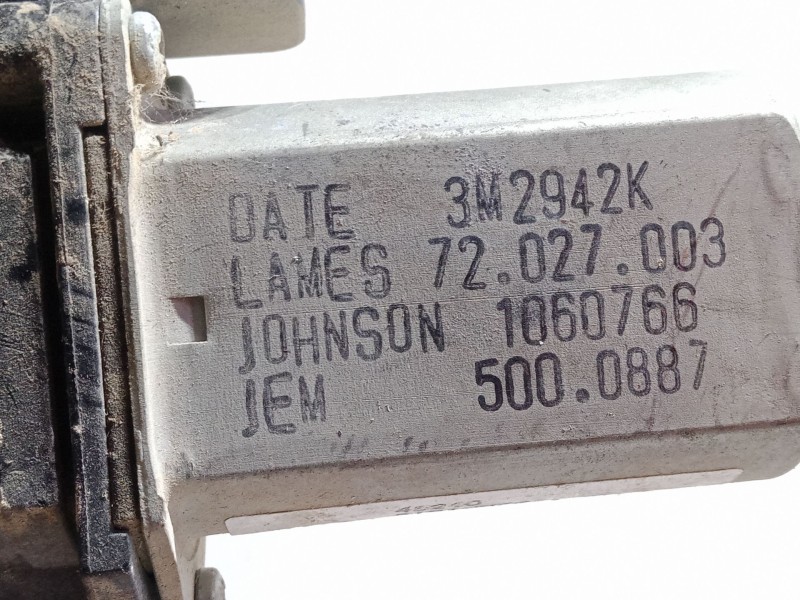 DATE 3M2942K
LAMES 72.027.003
JOHNSON 1060766
JEM 500.0887